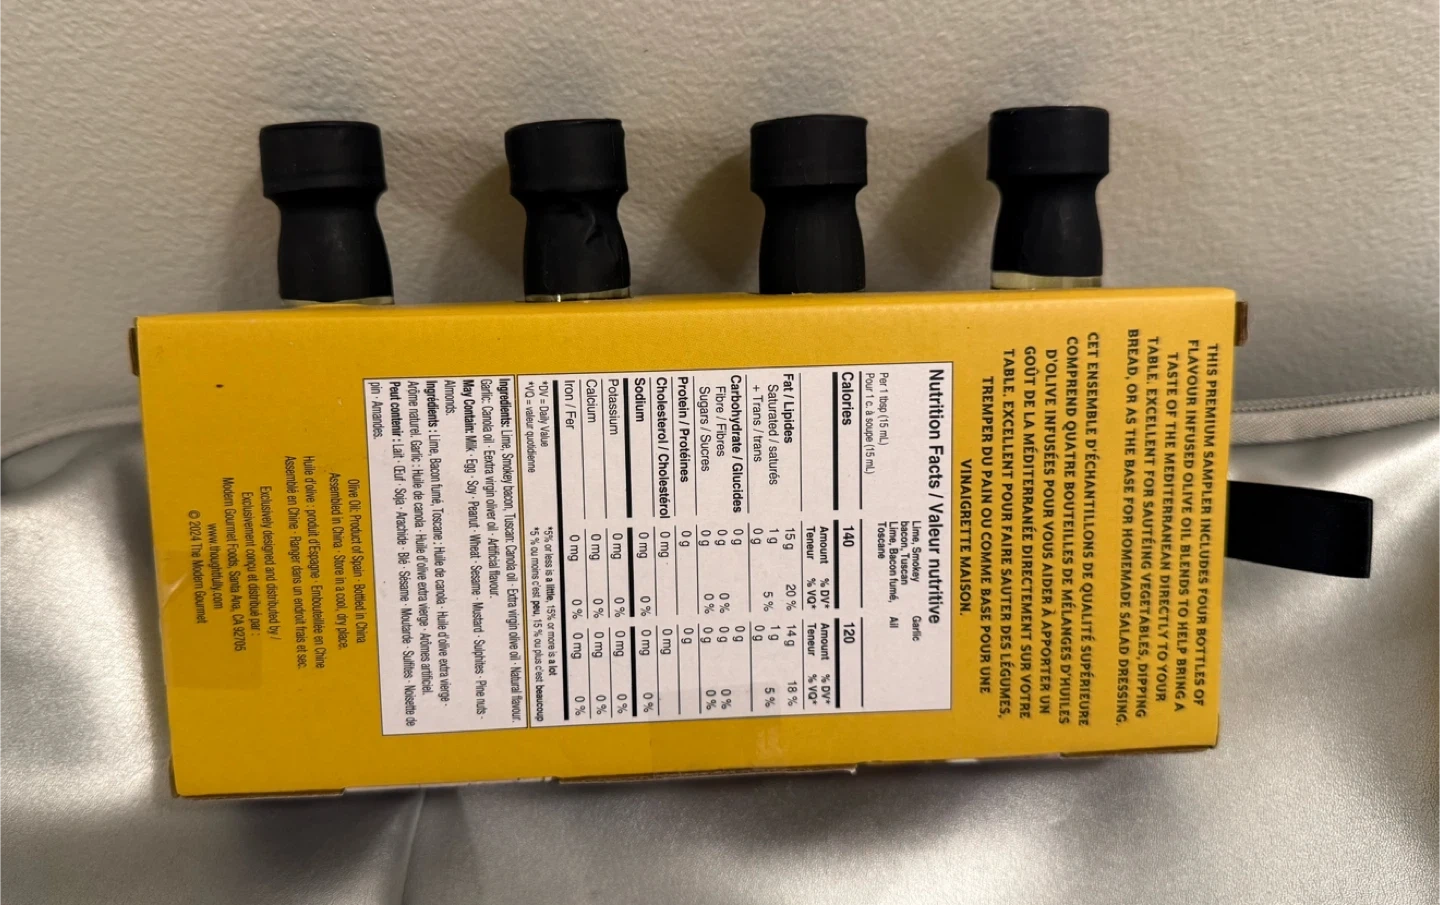 THIS PREMIUM SAMPLER INCLUDES FOUR BOTTLES OF
FLAVOUR INFUSED OLIVE OIL BLENDS TO HELP BRING A
TASTE OF THE MEDITERRANEAN DIRECTLY TO YOUR
TABLE. EXCELLENT FOR SAUTÉING VEGETABLES, DIPPING
BREAD, OR AS THE BASE FOR HOMEMADE SALAD DRESSING.
CET ENSEMBLE D'ÉCHANTILLONS DE QUALITÉ SUPÉRIEURE
COMPREND QUATRE BOUTEILLES DE MÉLANGES D'HUILES
D'OLIVE INFUSÉES POUR VOUS AIDER À APPORTER UN
GOÛT DE LA MÉDITERRANÉE DIRECTEMENT SUR VOTRE
TABLE. EXCELLENT POUR FAIRE SAUTER DES LÉGUMES,
TREMPER DU PAIN OU COMME BASE POUR UNE
VINAIGRETTE MAISON.
Nutrition Facts / Valeur nutritive
Per 1 tbsp (15 mL)
Pour 1 c à soupe (15 mL)
Lime, Smokey
bacon, Tuscan
Lime, Bacon fumé,
Toscane
Garlic
Ail
Calories 140 120
Amount % DV* Amount % DV*
Teneur % VQ* Teneur % VQ*
Fat / Lipides 15 g 20 % 14 g 18 %
Saturated / saturés 1 g 5 % 1 g 5 %
+ Trans / trans 0 g 0 g
Carbohydrate / Glucides 0 g 0 g
Fibre / Fibres 0 g 0 % 0 g 0 %
Sugars / Sucres 0 g 0 % 0 g 0 %
Protein / Protéines 0 g 0 g
Cholesterol / Cholestérol 0 mg 0 mg
Sodium 0 mg 0 % 0 mg 0 %
Potassium 0 mg 0 % 0 mg 0 %
Calcium 0 mg 0 % 0 mg 0 %
Iron / Fer 0 mg 0 % 0 mg 0 %
*DV = Daily Value *5% or less is a little, 15% or more is a lot
*VQ = valeur quotidienne *5 % ou moins c'est peu, 15 % ou plus c'est beaucoup
Ingredients: Lime, Smokey bacon, Tuscan: Canola oil · Extra virgin olive oil · Natural flavour.
Garlic: Canola oil · Eextra virgin oliver oil · Artificial flavour.
May Contain: Milk · Egg · Soy · Peanut · Wheat · Sesame · Mustard · Sulphites · Pine nuts ·
Almonds.
Ingrédients : Lime, Bacon fumé, Toscane : Huile de canola · Huile d'olive extra vierge ·
Arôme naturel. Garlic : Huile de canola · Huile d'olive extra vierge · Arômes artificiel.
Peut contenir : Lait · Œuf · Soja · Arachide · Blé · Sésame · Moutarde · Sulfites · Noisette de
pin · Amandes.
Olive Oil: Product of Spain · Bottled in China
Assembled in China · Store in a cool, dry place.
Huile d'olive : produit d'Espagne · Embouteillée en Chine
Assemblé en Chine · Ranger dans un endroit frais et sec.
Exclusively designed and distributed by /
Exclusivement conçu et distribué par :
Modern Gourmet Foods, Santa Ana, CA 92705
www.thoughtfully.com
© 2024 The Modern Gourmet